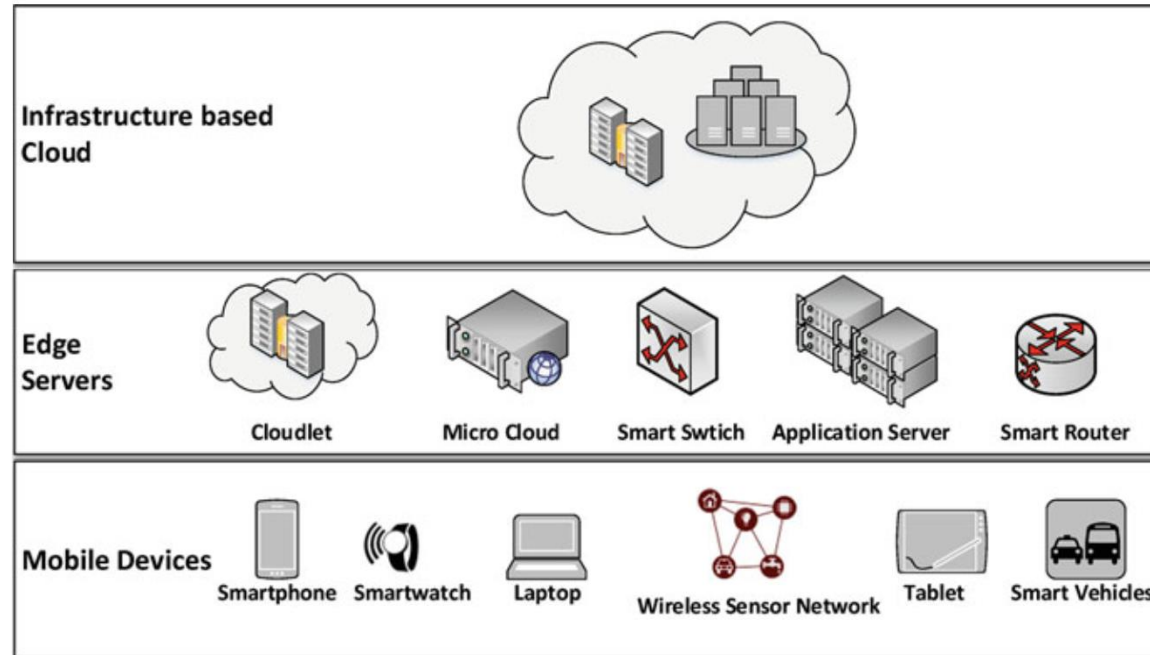 Infrastructure based
Cloud
Edge
Servers
Cloudlet
Micro Cloud
Smart Swtich
Application Server
Smart Router
Mobile Devices
Smartphone
Smartwatch
Laptop
Wireless Sensor Network
Tablet
Smart Vehicles